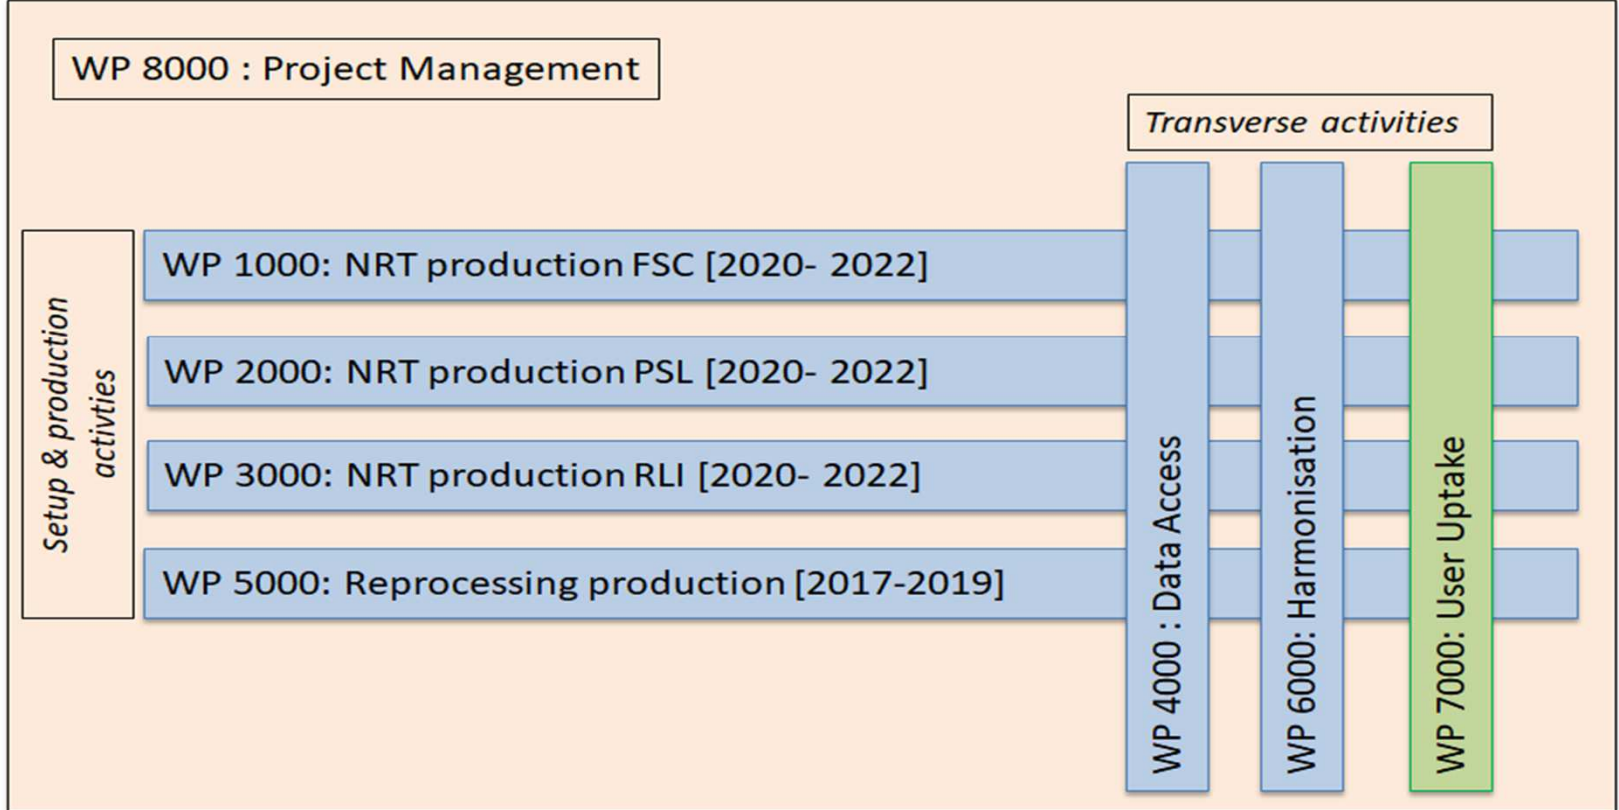 WP 8000 : Project Management
Transverse activities
Setup & production
activties
WP 1000: NRT production FSC [2020- 2022]
WP 2000: NRT production PSL [2020- 2022]
WP 3000: NRT production RLI [2020- 2022]
WP 5000: Reprocessing production [2017-2019]
WP 4000 : Data Access
WP 6000: Harmonisation
WP 7000: User Uptake